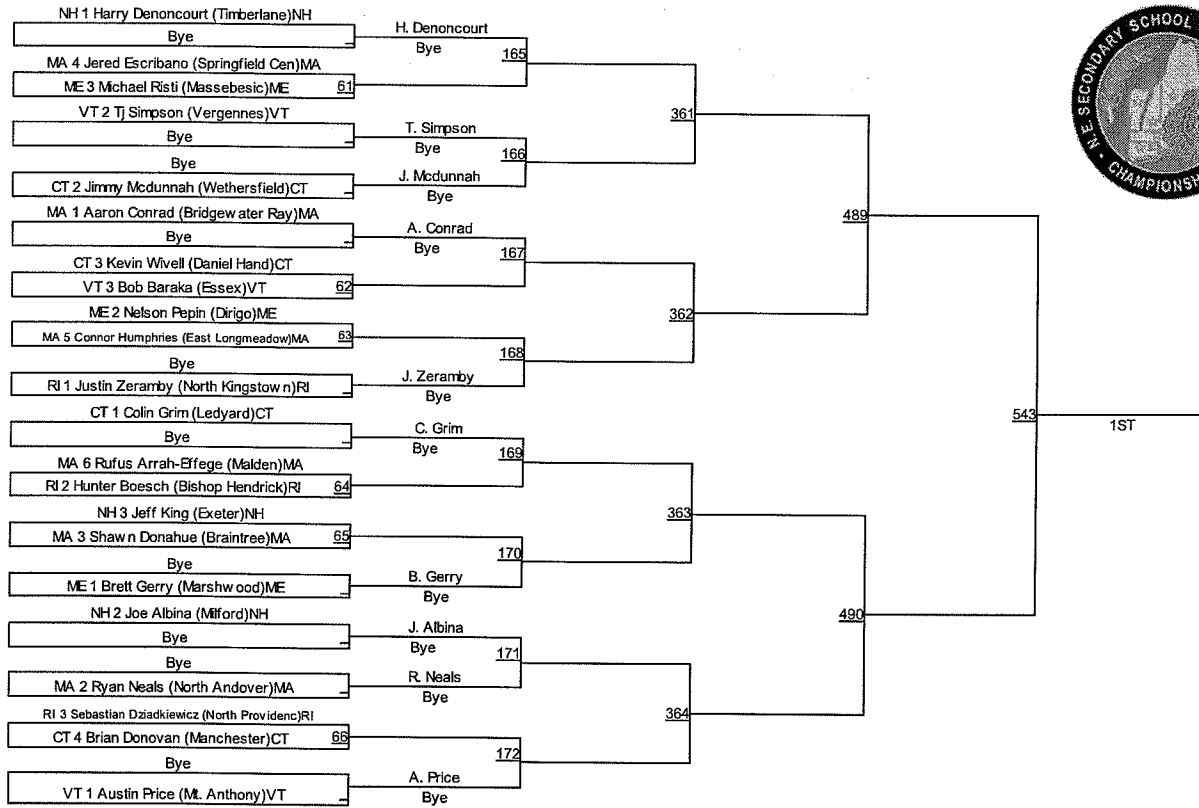 NH 1 Harry Denoncourt (Timberlane)NH
Bye
MA 4 Jered Escribano (Springfield Cen)MA
ME 3 Michael Risti (Massebesic)ME 61
VT 2 Tj Simpson (Vergennes)VT
Bye
Bye
CT 2 Jimmy Mcdunnah (Wethersfield)CT
MA 1 Aaron Conrad (Bridgewater Ray)MA
Bye
CT 3 Kevin Wivell (Daniel Hand)CT
VT 3 Bob Baraka (Essex)VT 62
ME 2 Nelson Pepin (Dirigo)ME
MA 5 Connor Humphries (East Longmeadow)MA 63
Bye
RI 1 Justin Zeramby (North Kingstown)RI
CT 1 Colin Grim (Ledyard)CT
Bye
MA 6 Rufus Arrah-Effege (Malden)MA
RI 2 Hunter Boesch (Bishop Hendrick)RI 64
NH 3 Jeff King (Exeter)NH
MA 3 Shawn Donahue (Braintree)MA 65
Bye
ME 1 Brett Gerry (Marshwood)ME
NH 2 Joe Albina (Milford)NH
Bye
Bye
MA 2 Ryan Neals (North Andover)MA
RI 3 Sebastian Dziadkiewicz (North Providenc)RI
CT 4 Brian Donovan (Manchester)CT 66
Bye
VT 1 Austin Price (Mt. Anthony)VT
H. Denoncourt
Bye
165
T. Simpson
Bye
166
J. Mcdunnah
Bye
A. Conrad
Bye
167
168
J. Zeramby
Bye
C. Grim
Bye
169
170
B. Gerry
Bye
J. Albina
Bye
171
R. Neals
Bye
172
A. Price
Bye
361
362
363
364
489
490
543
1ST
N.E. SECONDARY SCHOOL
CHAMPIONSH